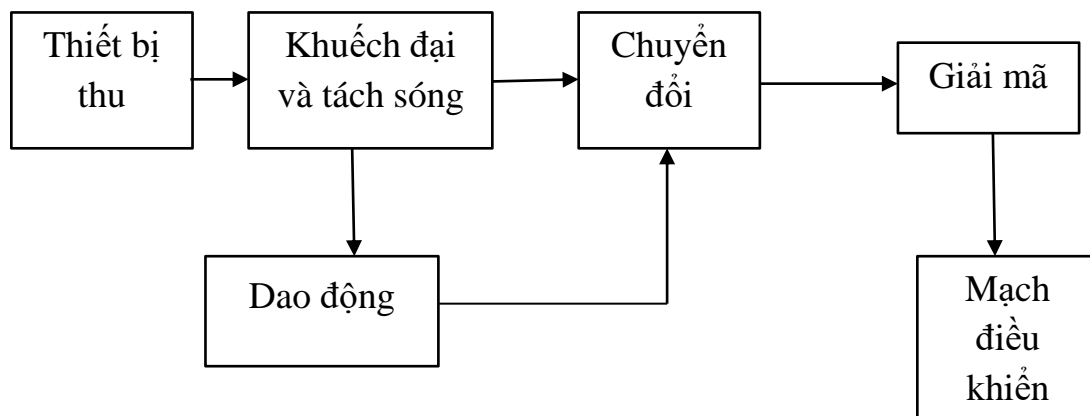 Thiết bị
thu
Khuếch đại
và tách sóng
Chuyển
đổi
Giải mã
Dao động
Mạch
điều
khiển